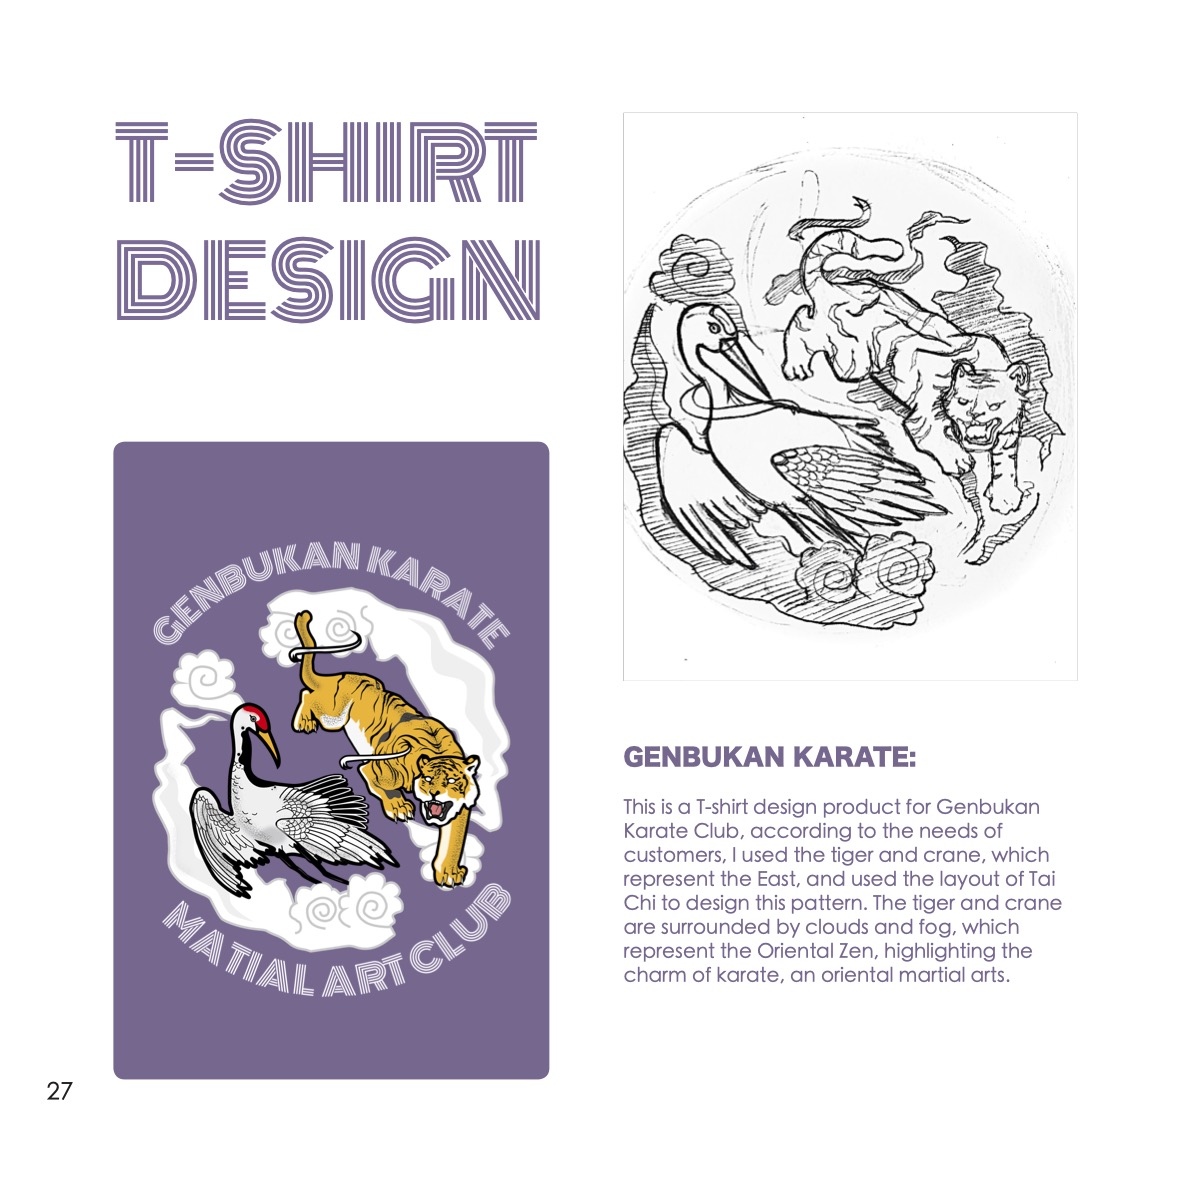 T-SHIRT
DESIGN
GENBUKAN KARATE
MATIAL ART CLUB
GENBUKAN KARATE:
This is a T-shirt design product for Genbukan
Karate Club, according to the needs of
customers, I used the tiger and crane, which
represent the East, and used the layout of Tai
Chi to design this pattern. The tiger and crane
are surrounded by clouds and fog, which
represent the Oriental Zen, highlighting the
charm of karate, an oriental martial arts.
27